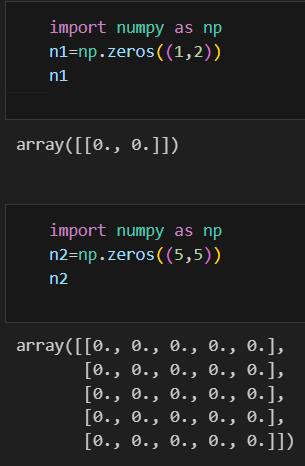 import numpy as np
n1=np.zeros((1,2))
n1
array([[0., 0.]])
import numpy as np
n2=np.zeros((5,5))
n2
array([[0., 0., 0., 0., 0.],
       [0., 0., 0., 0., 0.],
       [0., 0., 0., 0., 0.],
       [0., 0., 0., 0., 0.],
       [0., 0., 0., 0., 0.]])